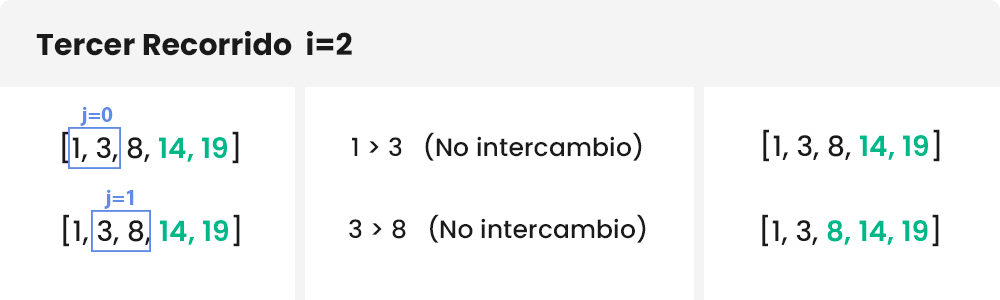 Tercer Recorrido i=2
j=0
[1, 3, 8, 14, 19] 1 > 3 (No intercambio) [1, 3, 8, 14, 19]
j=1
[1, 3, 8, 14, 19] 3 > 8 (No intercambio) [1, 3, 8, 14, 19]